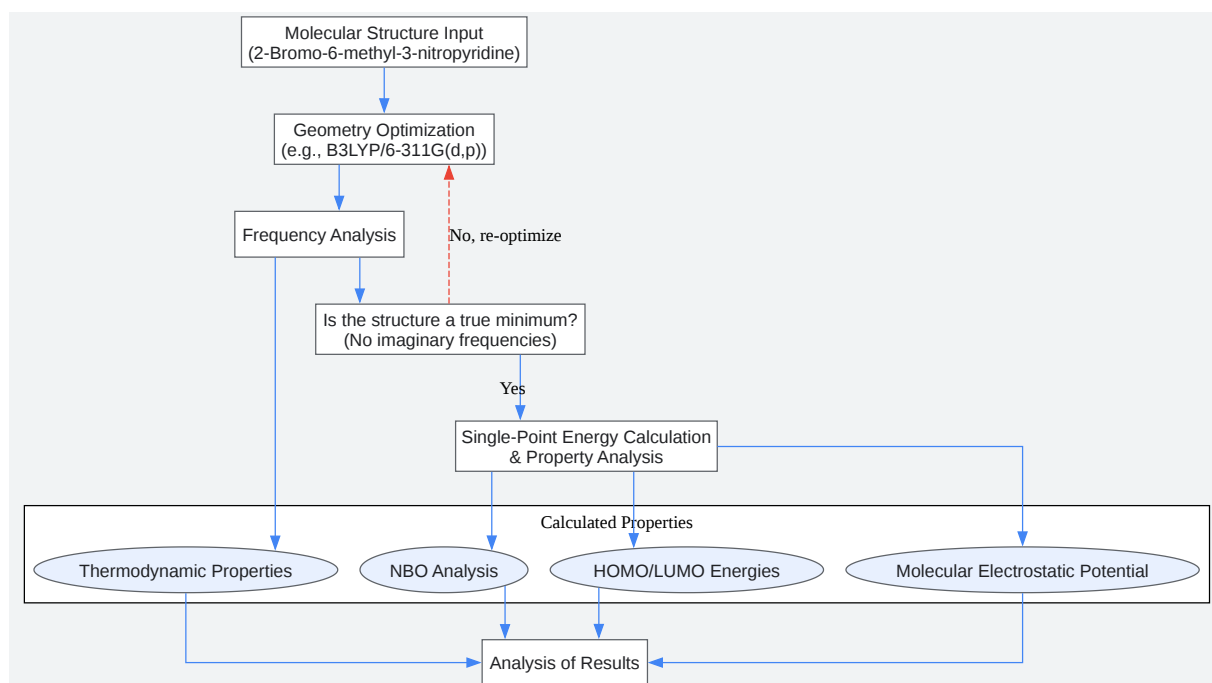 Molecular Structure Input
(2-Bromo-6-methyl-3-nitropyridine)
Geometry Optimization
(e.g., B3LYP/6-311G(d,p))
Frequency Analysis
No, re-optimize
Is the structure a true minimum?
(No imaginary frequencies)
Yes
Single-Point Energy Calculation
& Property Analysis
Calculated Properties
Thermodynamic Properties
NBO Analysis
HOMO/LUMO Energies
Molecular Electrostatic Potential
Analysis of Results